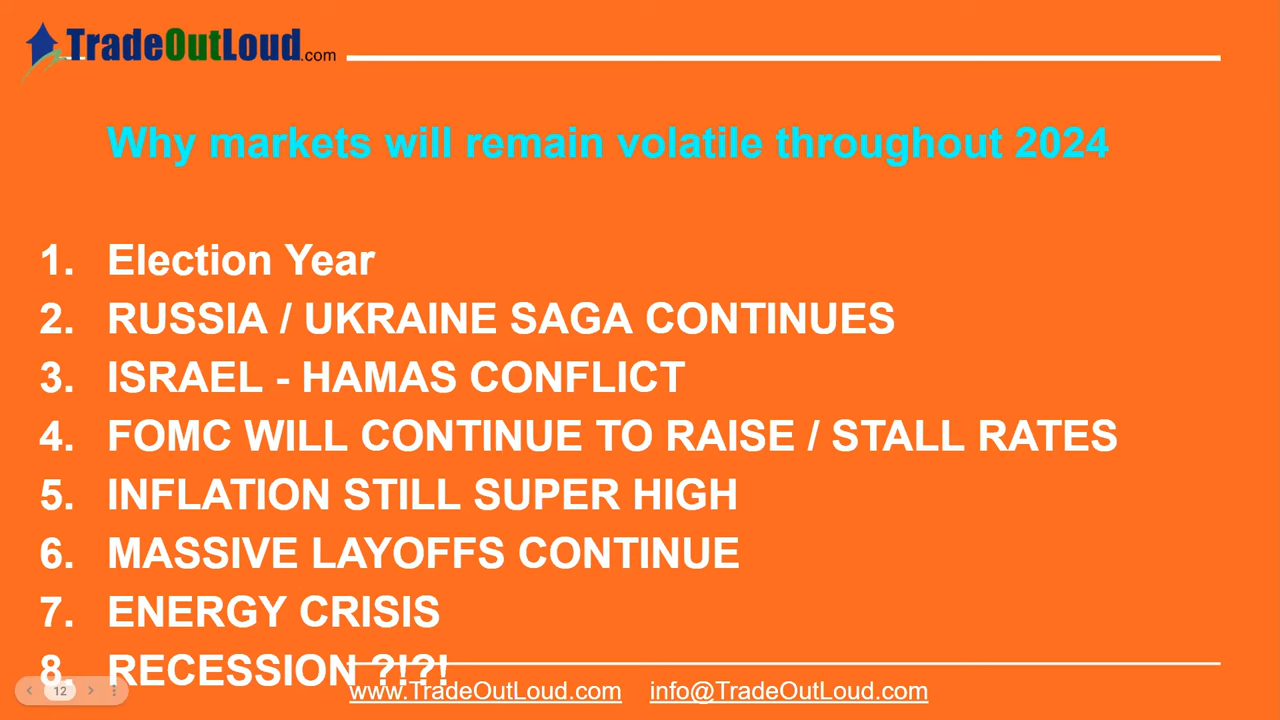 TradeOutLoud.com
Why markets will remain volatile throughout 2024
1. Election Year
2. RUSSIA / UKRAINE SAGA CONTINUES
3. ISRAEL - HAMAS CONFLICT
4. FOMC WILL CONTINUE TO RAISE / STALL RATES
5. INFLATION STILL SUPER HIGH
6. MASSIVE LAYOFFS CONTINUE
7. ENERGY CRISIS
8. RECESSION ?!?!
12
www.TradeOutLoud.com info@TradeOutLoud.com